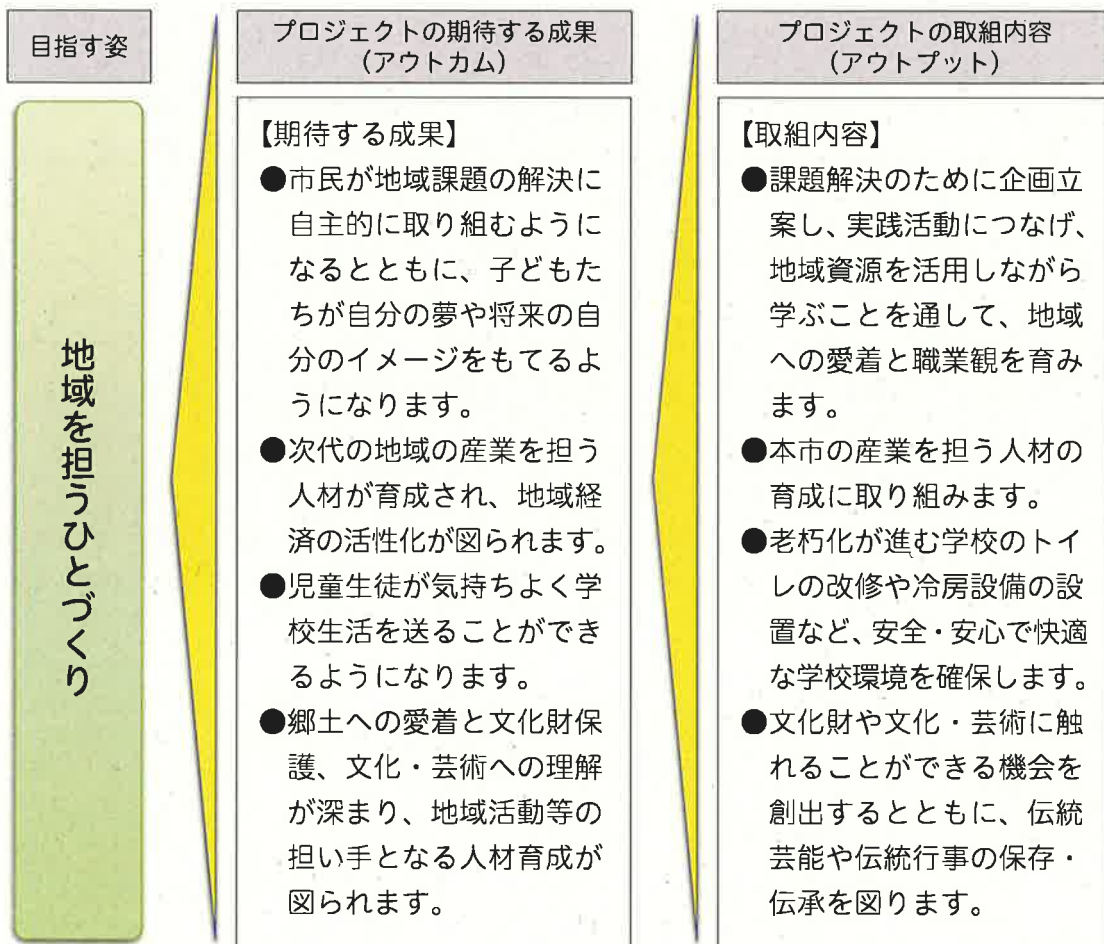 目指す姿
地域を担うひとづくり
プロジェクトの期待する成果
(アウトカム)
【期待する成果】
●市民が地域課題の解決に
自主的に取り組むように
なるとともに、子どもた
ちが自分の夢や将来の自
分のイメージをもてるよ
うになります。
●次代の地域の産業を担う
人材が育成され、地域経
済の活性化が図られます。
●児童生徒が気持ちよく学
校生活を送ることができ
るようになります。
●郷土への愛着と文化財保
護、文化・芸術への理解
が深まり、地域活動等の
担い手となる人材育成が
図られます。
プロジェクトの取組内容
(アウトプット)
【取組内容】
●課題解決のために企画立
案し、実践活動につなげ、
地域資源を活用しながら
学ぶことを通して、地域
への愛着と職業観を育み
ます。
●本市の産業を担う人材の
育成に取り組みます。
●老朽化が進む学校のトイ
レの改修や冷房設備の設
置など、安全・安心で快適
な学校環境を確保します。
●文化財や文化・芸術に触
れることができる機会を
創出するとともに、伝統
芸能や伝統行事の保存・
伝承を図ります。